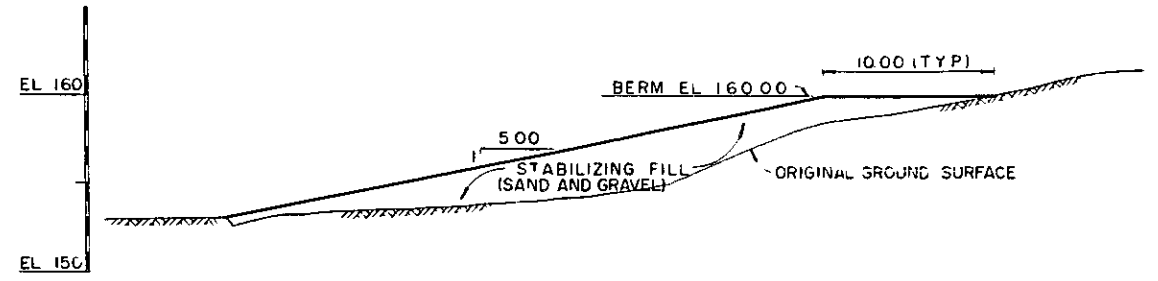 10.00 (TYP)
EL 160
BERM EL 160.00
5.00
1
STABILIZING FILL
(SAND AND GRAVEL)
ORIGINAL GROUND SURFACE
EL 150